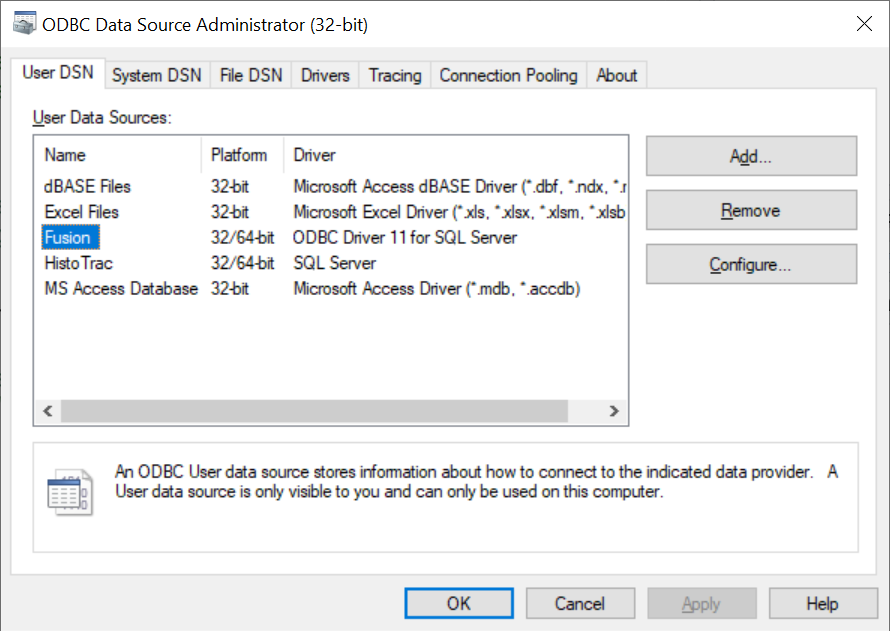 ODBC Data Source Administrator (32-bit)
User DSN System DSN File DSN Drivers Tracing Connection Pooling About
User Data Sources:
Name Platform Driver
dBASE Files 32-bit Microsoft Access dBASE Driver (*.dbf, *.ndx, *.r
Excel Files 32-bit Microsoft Excel Driver (*.xls, *.xlsx, *.xlsm, *.xlsb
Fusion 32/64-bit ODBC Driver 11 for SQL Server
HistoTrac 32/64-bit SQL Server
MS Access Database 32-bit Microsoft Access Driver (*.mdb, *.accdb)
Add...
Remove
Configure...
An ODBC User data source stores information about how to connect to the indicated data provider. A
User data source is only visible to you and can only be used on this computer.
OK Cancel Apply Help